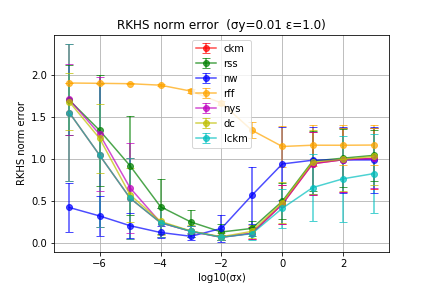 RKHS norm error (σy=0.01 ε=1.0)
RKHS norm error
2.0
1.5
1.0
0.5
0.0
ckm
rss
nw
rff
nys
dc
lckm
−6
−4
−2
0
2
log10(σx)